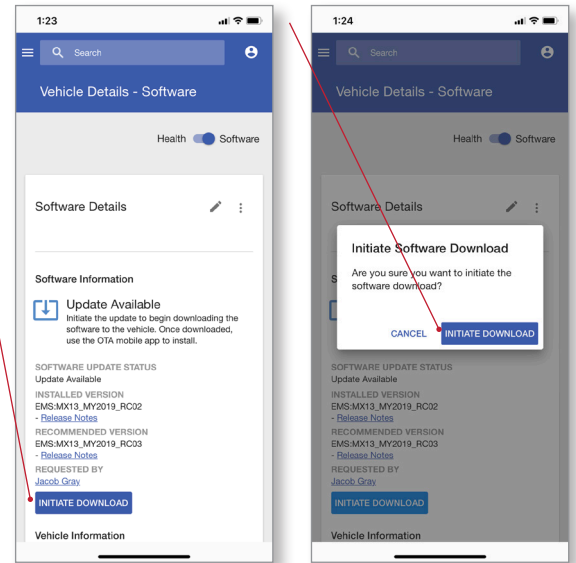 1:23
Search
Vehicle Details - Software
Health Software
Software Details
Software Information
Update Available
Initiate the update to begin downloading the
software to the vehicle. Once downloaded,
use the OTA mobile app to install.
SOFTWARE UPDATE STATUS
Update Available
INSTALLED VERSION
EMS:MX13_MY2019_RC02
- Release Notes
RECOMMENDED VERSION
EMS:MX13_MY2019_RC03
- Release Notes
REQUESTED BY
Jacob Gray
INITIATE DOWNLOAD
Vehicle Information
1:24
Search
Vehicle Details - Software
Health Software
Software Details
Initiate Software Download
Are you sure you want to initiate the
software download?
CANCEL INITIATE DOWNLOAD
SOFTWARE UPDATE STATUS
Update Available
INSTALLED VERSION
EMS:MX13_MY2019_RC02
- Release Notes
RECOMMENDED VERSION
EMS:MX13_MY2019_RC03
- Release Notes
REQUESTED BY
Jacob Gray
INITIATE DOWNLOAD
Vehicle Information